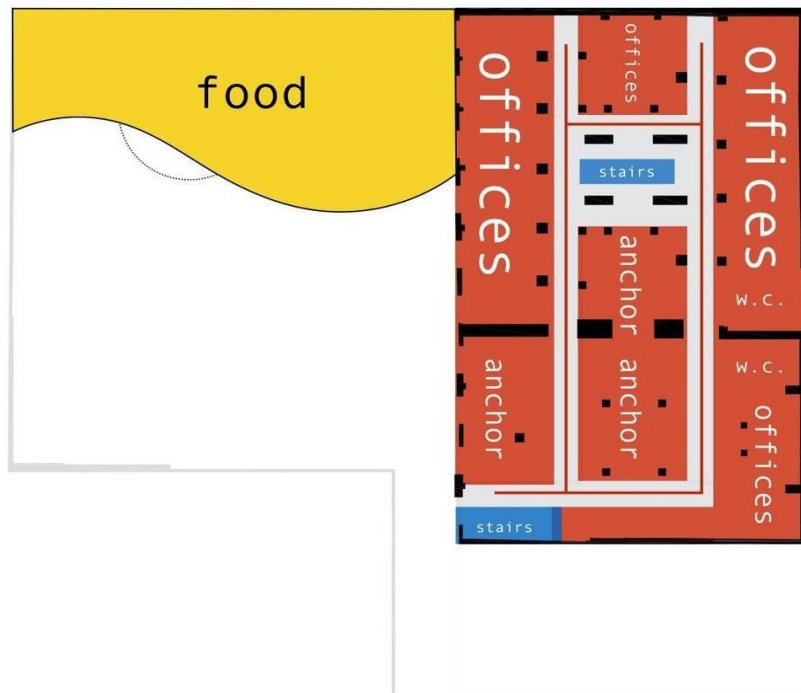 food
offices
offices
offices
stairs
anchor
w.c.
anchor
anchor
w.c.
offices
stairs